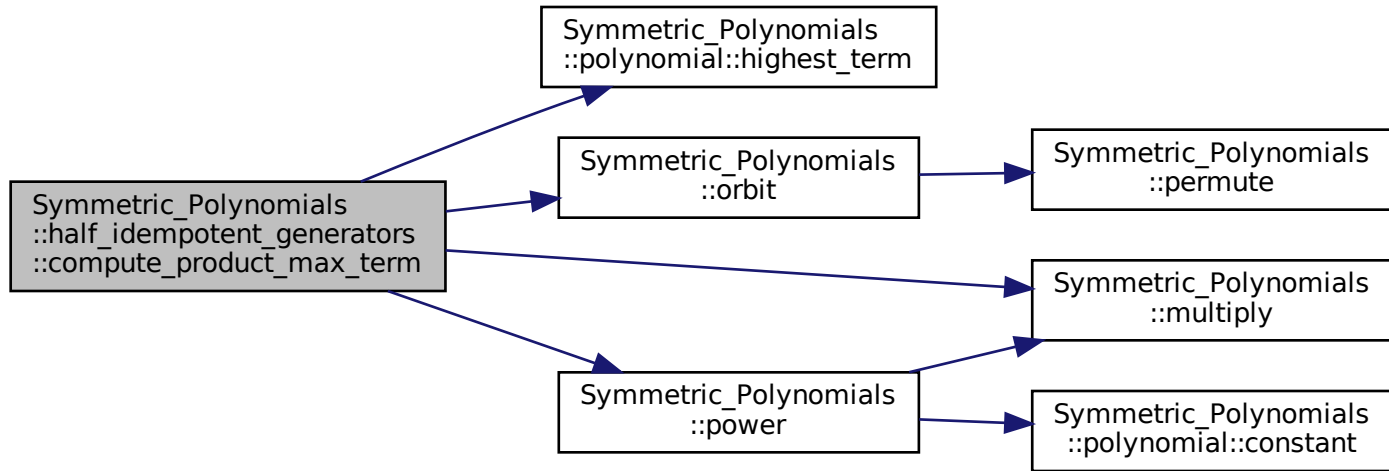 Symmetric_Polynomials
::half_idempotent_generators
::compute_product_max_term
Symmetric_Polynomials
::polynomial::highest_term
Symmetric_Polynomials
::orbit
Symmetric_Polynomials
::permute
Symmetric_Polynomials
::multiply
Symmetric_Polynomials
::power
Symmetric_Polynomials
::polynomial::constant